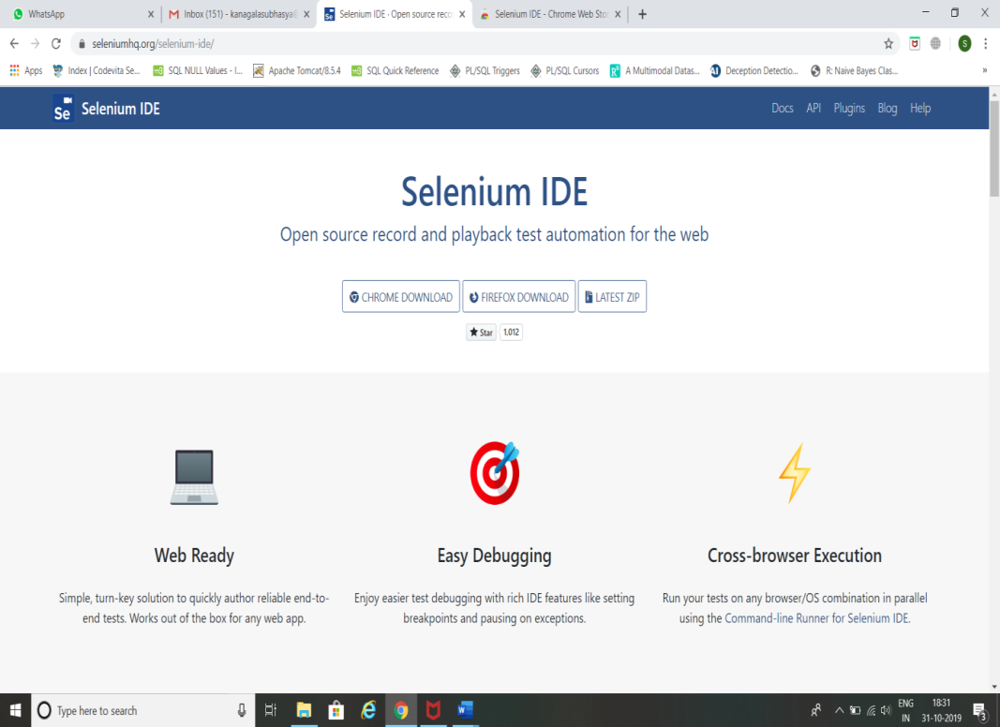 WhatsApp
Inbox (151) - kanagalasubhasya@
Selenium IDE · Open source reco
Selenium IDE - Chrome Web Sto
seleniumhq.org/selenium-ide/
S
Apps
Index | Codevita Se...
SQL NULL Values - I...
Apache Tomcat/8.5.4
SQL Quick Reference
PL/SQL Triggers
PL/SQL Cursors
A Multimodal Datas...
Deception Detectio...
R: Naive Bayes Clas...
»
Se
Selenium IDE
Docs API Plugins Blog Help
Selenium IDE
Open source record and playback test automation for the web
CHROME DOWNLOAD FIREFOX DOWNLOAD LATEST ZIP
Star 1,012
Web Ready
Simple, turn-key solution to quickly author reliable end-to-
end tests. Works out of the box for any web app.
Easy Debugging
Enjoy easier test debugging with rich IDE features like setting
breakpoints and pausing on exceptions.
Cross-browser Execution
Run your tests on any browser/OS combination in parallel
using the Command-line Runner for Selenium IDE.
Type here to search
ENG
IN
18:31
31-10-2019
3